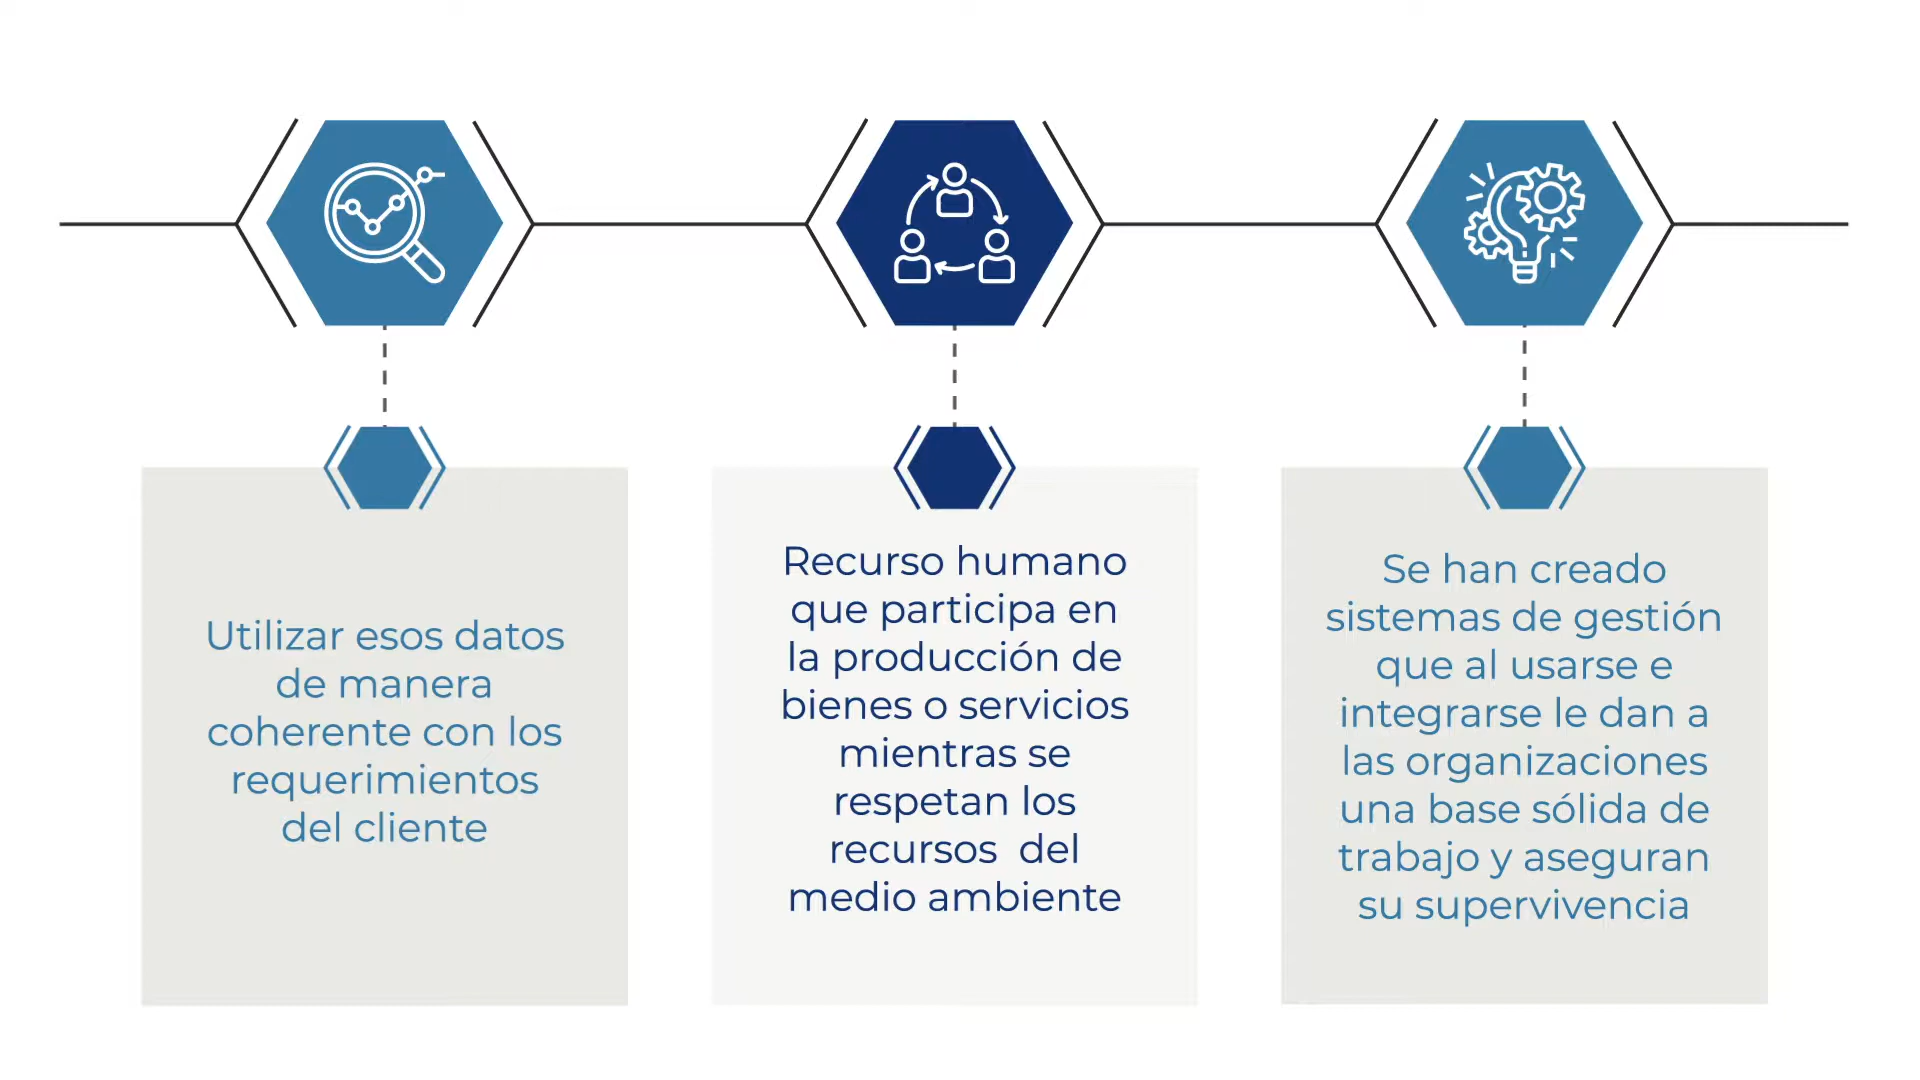 Utilizar esos datos
de manera
coherente con los
requerimientos
del cliente
Recurso humano
que participa en
la producción de
bienes o servicios
mientras se
respetan los
recursos  del
medio ambiente
Se han creado
sistemas de gestión
que al usarse e
integrarse le dan a
las organizaciones
una base sólida de
trabajo y aseguran
su supervivencia